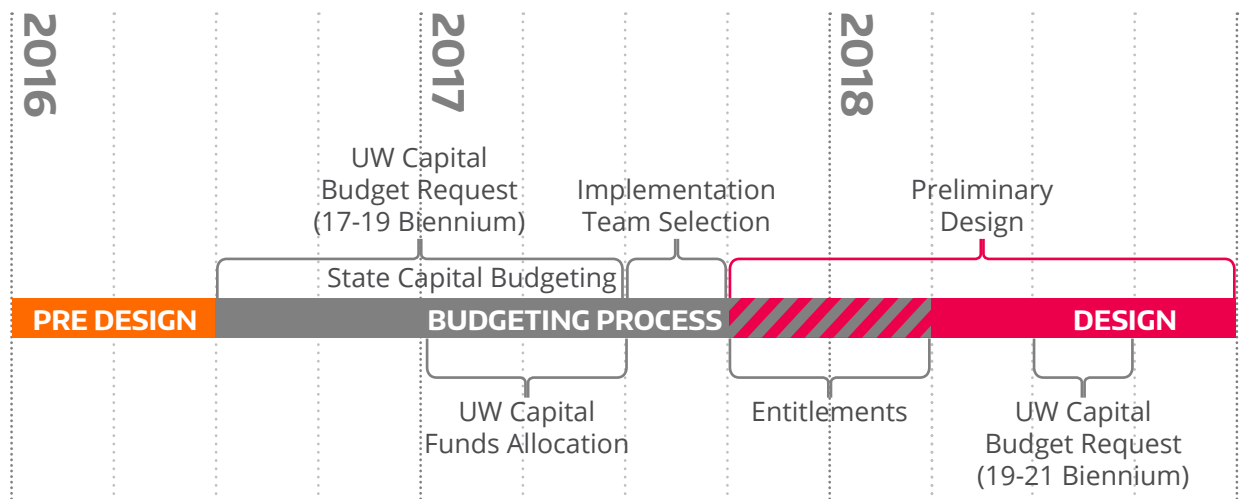 2016
2017
2018
UW Capital
Budget Request
(17-19 Biennium)
Implementation
Team Selection
Preliminary
Design
State Capital Budgeting
PRE DESIGN
BUDGETING PROCESS
DESIGN
UW Capital
Funds Allocation
Entitlements
UW Capital
Budget Request
(19-21 Biennium)